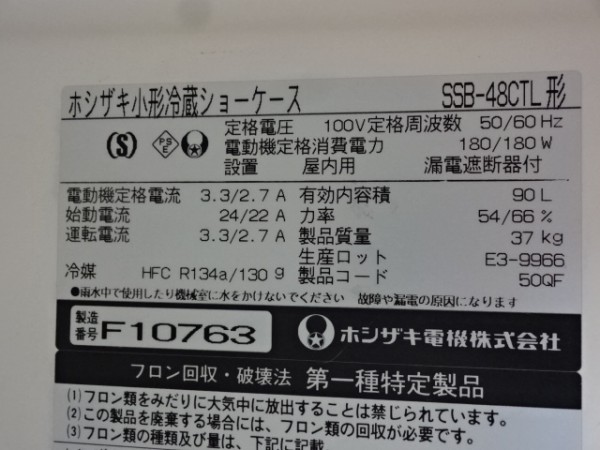 ホシザキ小形冷蔵ショーケース SSB-48CTL 形
定格電圧 100V 定格周波数 50/60 Hz
電動機定格消費電力 180/180 W
設置 屋内用 漏電遮断器付
(S) PSE
電動機定格電流 3.3/2.7 A 有効内容積 90 L
始動電流 24/22 A 力率 54/66 %
運転電流 3.3/2.7 A 製品質量 37 kg
生産ロット E3-9966
冷媒 HFC R134a/130 g 製品コード 50QF
●雨水中で使用したり機械室に水をかけないでください 故障や漏電の原因になります
製造番号 F10763 ホシザキ電機株式会社
フロン回収・破壊法 第一種特定製品
(1) フロン類をみだりに大気中に放出することは禁じられています。
(2) この製品を廃棄する場合には、フロン類の回収が必要です。
(3) フロン類の種類及び量は、下記に記載